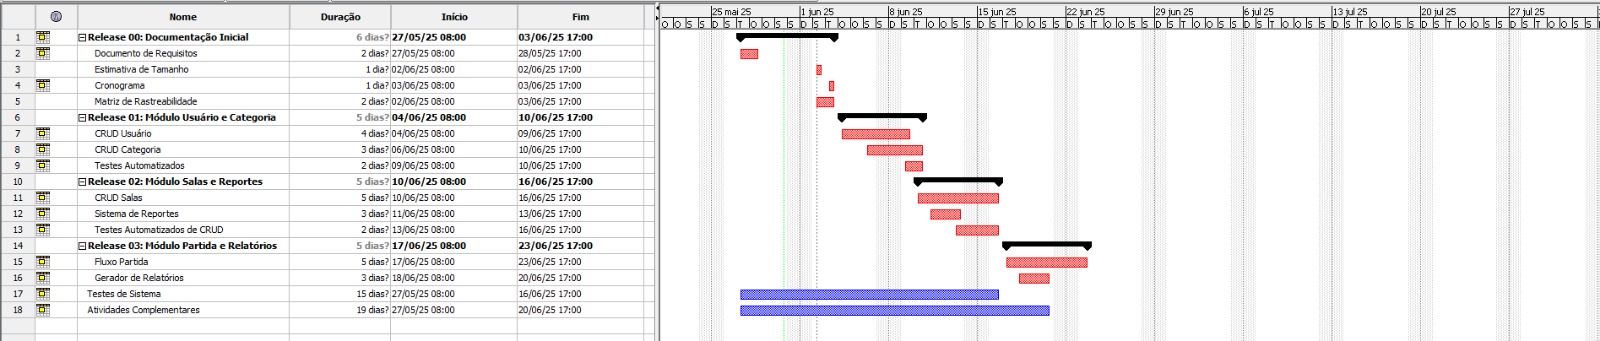 Nome Duração Início Fim
25 mai 25 1 jun 25 8 jun 25 15 jun 25 22 jun 25 29 jun 25 6 jul 25 13 jul 25 20 jul 25 27 jul 25
1 Release 00: Documentação Inicial 6 dias? 27/05/25 08:00 03/06/25 17:00
2 Documento de Requisitos 2 dias? 27/05/25 08:00 28/05/25 17:00
3 Estimativa de Tamanho 1 dia? 02/06/25 08:00 02/06/25 17:00
4 Cronograma 1 dia? 03/06/25 08:00 03/06/25 17:00
5 Matriz de Rastreabilidade 2 dias? 02/06/25 08:00 03/06/25 17:00
6 Release 01: Módulo Usuário e Categoria 5 dias? 04/06/25 08:00 10/06/25 17:00
7 CRUD Usuário 4 dias? 04/06/25 08:00 09/06/25 17:00
8 CRUD Categoria 3 dias? 06/06/25 08:00 10/06/25 17:00
9 Testes Automatizados 2 dias? 09/06/25 08:00 10/06/25 17:00
10 Release 02: Módulo Salas e Reportes 5 dias? 10/06/25 08:00 16/06/25 17:00
11 CRUD Salas 5 dias? 10/06/25 08:00 16/06/25 17:00
12 Sistema de Reportes 3 dias? 11/06/25 08:00 13/06/25 17:00
13 Testes Automatizados de CRUD 2 dias? 13/06/25 08:00 16/06/25 17:00
14 Release 03: Módulo Partida e Relatórios 5 dias? 17/06/25 08:00 23/06/25 17:00
15 Fluxo Partida 5 dias? 17/06/25 08:00 23/06/25 17:00
16 Gerador de Relatórios 3 dias? 18/06/25 08:00 20/06/25 17:00
17 Testes de Sistema 15 dias? 27/05/25 08:00 16/06/25 17:00
18 Atividades Complementares 19 dias? 27/05/25 08:00 20/06/25 17:00